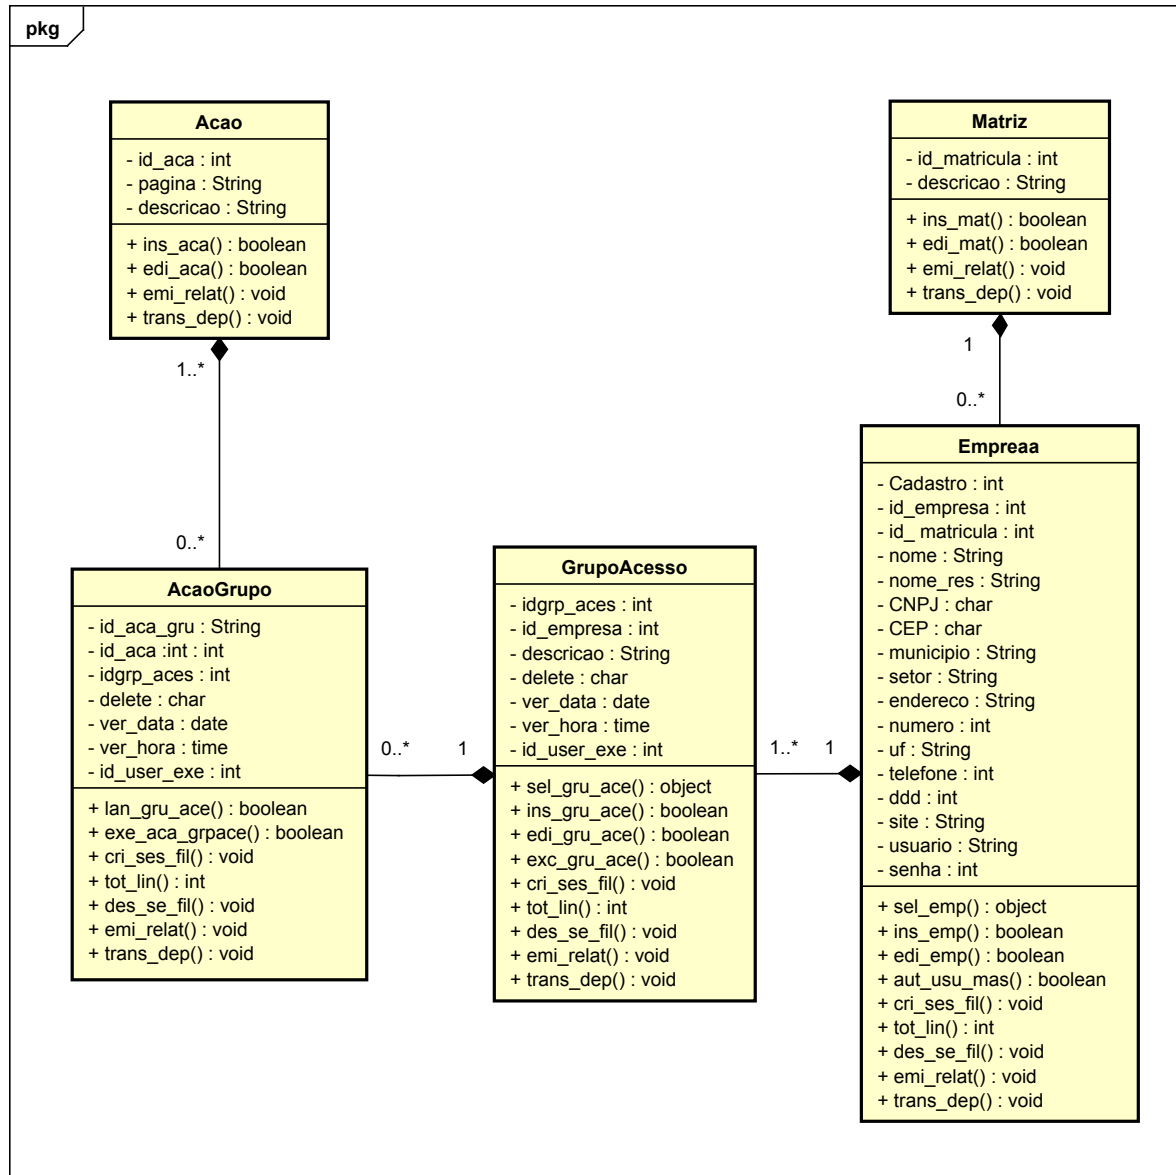 pkg
Acao
- id_aca : int
- pagina : String
- descricao : String
+ ins_aca() : boolean
+ edi_aca() : boolean
+ emi_relat() : void
+ trans_dep() : void
1..*
0..*
Matriz
- id_matricula : int
- descricao : String
+ ins_mat() : boolean
+ edi_mat() : boolean
+ emi_relat() : void
+ trans_dep() : void
1
0..*
AcaoGrupo
- id_aca_gru : String
- id_aca :int : int
- idgrp_aces : int
- delete : char
- ver_data : date
- ver_hora : time
- id_user_exe : int
+ lan_gru_ace() : boolean
+ exe_aca_grpace() : boolean
+ cri_ses_fil() : void
+ tot_lin() : int
+ des_se_fil() : void
+ emi_relat() : void
+ trans_dep() : void
0..*
1
GrupoAcesso
- idgrp_aces : int
- id_empresa : int
- descricao : String
- delete : char
- ver_data : date
- ver_hora : time
- id_user_exe : int
+ sel_gru_ace() : object
+ ins_gru_ace() : boolean
+ edi_gru_ace() : boolean
+ exc_gru_ace() : boolean
+ cri_ses_fil() : void
+ tot_lin() : int
+ des_se_fil() : void
+ emi_relat() : void
+ trans_dep() : void
1..*
1
Empreaa
- Cadastro : int
- id_empresa : int
- id_ matricula : int
- nome : String
- nome_res : String
- CNPJ : char
- CEP : char
- municipio : String
- setor : String
- endereco : String
- numero : int
- uf : String
- telefone : int
- ddd : int
- site : String
- usuario : String
- senha : int
+ sel_emp() : object
+ ins_emp() : boolean
+ edi_emp() : boolean
+ aut_usu_mas() : boolean
+ cri_ses_fil() : void
+ tot_lin() : int
+ des_se_fil() : void
+ emi_relat() : void
+ trans_dep() : void